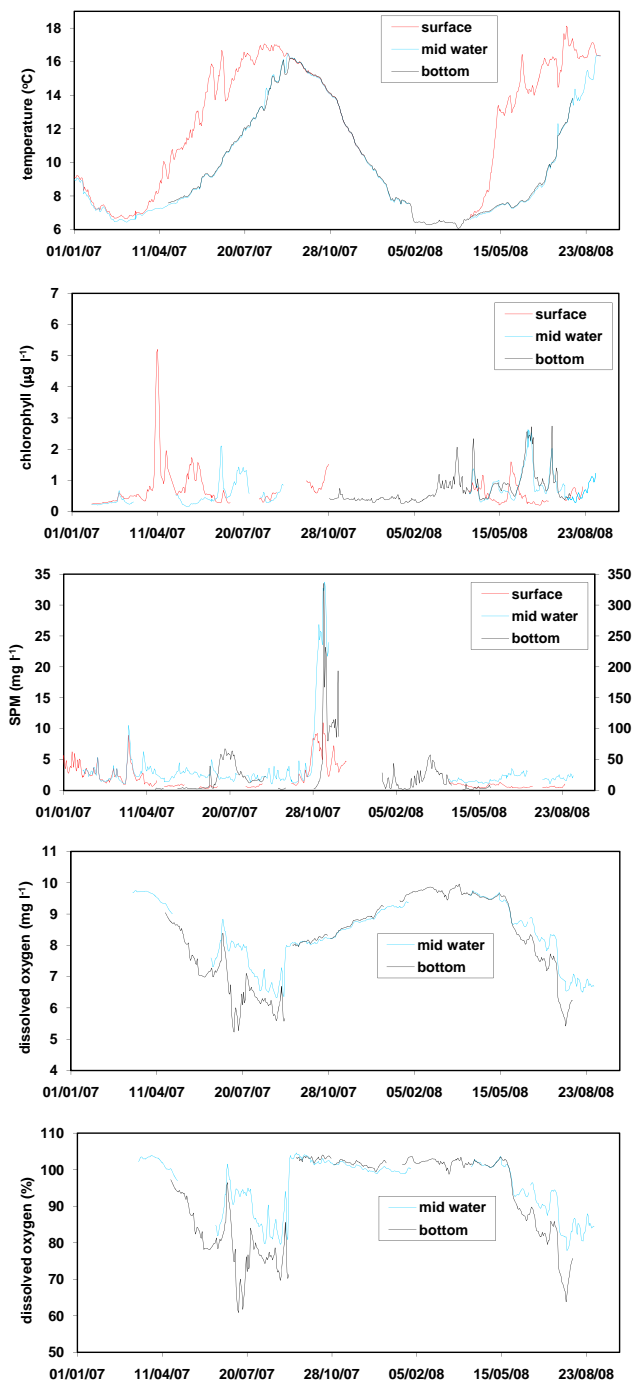 18
16
14
12
10
8
6
temperature (ºC)
surface
mid water
bottom
01/01/07 11/04/07 20/07/07 28/10/07 05/02/08 15/05/08 23/08/08
7
6
5
4
3
2
1
0
chlorophyll (µg l-1)
surface
mid water
bottom
01/01/07 11/04/07 20/07/07 28/10/07 05/02/08 15/05/08 23/08/08
35
30
25
20
15
10
5
0
SPM (mg l-1)
surface
mid water
bottom
350
300
250
200
150
100
50
0
01/01/07 11/04/07 20/07/07 28/10/07 05/02/08 15/05/08 23/08/08
11
10
9
8
7
6
5
4
dissolved oxygen (mg l-1)
mid water
bottom
01/01/07 11/04/07 20/07/07 28/10/07 05/02/08 15/05/08 23/08/08
110
100
90
80
70
60
50
dissolved oxygen (%)
mid water
bottom
01/01/07 11/04/07 20/07/07 28/10/07 05/02/08 15/05/08 23/08/08